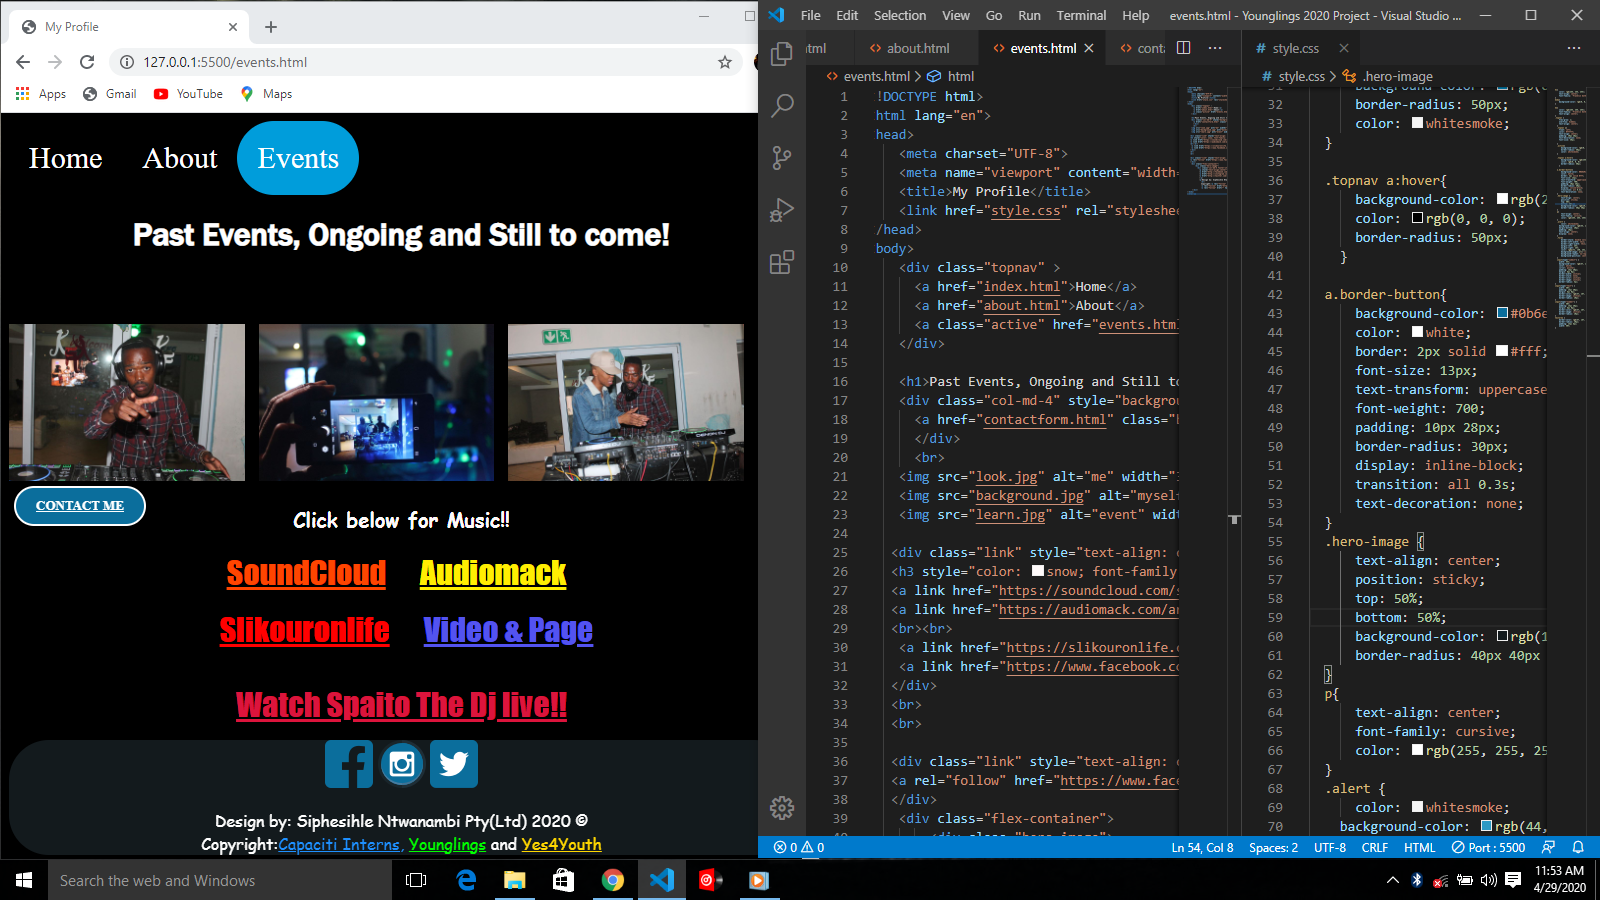 My Profile
127.0.0.1:5500/events.html
Apps Gmail YouTube Maps
Home About Events
Past Events, Ongoing and Still to come!
CONTACT ME
Click below for Music!!
SoundCloud Audiomack
Slikouronlife Video & Page
Watch Spaito The Dj live!!
Design by: Siphesihle Ntwanambi Pty(Ltd) 2020 ©
Copyright:Capaciti Interns, Younglings and Yes4Youth
File Edit Selection View Go Run Terminal Help events.html - Younglings 2020 Project - Visual Studio ...
about.html events.html
events.html > html
1 !DOCTYPE html>
2 html lang="en">
3 head>
4 <meta charset="UTF-8">
5 <meta name="viewport" content="width=
6 <title>My Profile</title>
7 <link href="style.css" rel="styleshee
8 /head>
9 body>
10 <div class="topnav" >
11 <a href="index.html">Home</a>
12 <a href="about.html">About</a>
13 <a class="active" href="events.html
14 </div>
15
16 <h1>Past Events, Ongoing and Still to
17 <div class="col-md-4" style="backgroun
18 <a href="contactform.html" class="b
19 </div>
20 <br>
21 <img src="look.jpg" alt="me" width="3
22 <img src="background.jpg" alt="myself
23 <img src="learn.jpg" alt="event" widt
24
25 <div class="link" style="text-align: c
26 <h3 style="color: snow; font-family
27 <a link href="https://soundcloud.com/s
28 <a link href="https://audiomack.com/ar
29 <br><br>
30 <a link href="https://slikouronlife.c
31 <a link href="https://www.facebook.co
32 </div>
33 <br>
34 <br>
35
36 <div class="link" style="text-align: c
37 <a rel="follow" href="https://www.face
38 </div>
39 <div class="flex-container">
style.css
style.css > .hero-image
32 border-radius: 50px;
33 color: whitesmoke;
34 }
35
36 .topnav a:hover{
37 background-color: rgb(2
38 color: rgb(0, 0, 0);
39 border-radius: 50px;
40 }
41
42 a.border-button{
43 background-color: #0b6e
44 color: white;
45 border: 2px solid #fff;
46 font-size: 13px;
47 text-transform: uppercase
48 font-weight: 700;
49 padding: 10px 28px;
50 border-radius: 30px;
51 display: inline-block;
52 transition: all 0.3s;
53 text-decoration: none;
54 }
55 .hero-image {
56 text-align: center;
57 position: sticky;
58 top: 50%;
59 bottom: 50%;
60 background-color: rgb(1
61 border-radius: 40px 40px
62 }
63 p{
64 text-align: center;
65 font-family: cursive;
66 color: rgb(255, 255, 25
67 }
68 .alert {
69 color: whitesmoke;
70 background-color: rgb(44,
0 0 Ln 54, Col 8 Spaces: 2 UTF-8 CRLF HTML Port : 5500
Search the web and Windows
11:53 AM
4/29/2020